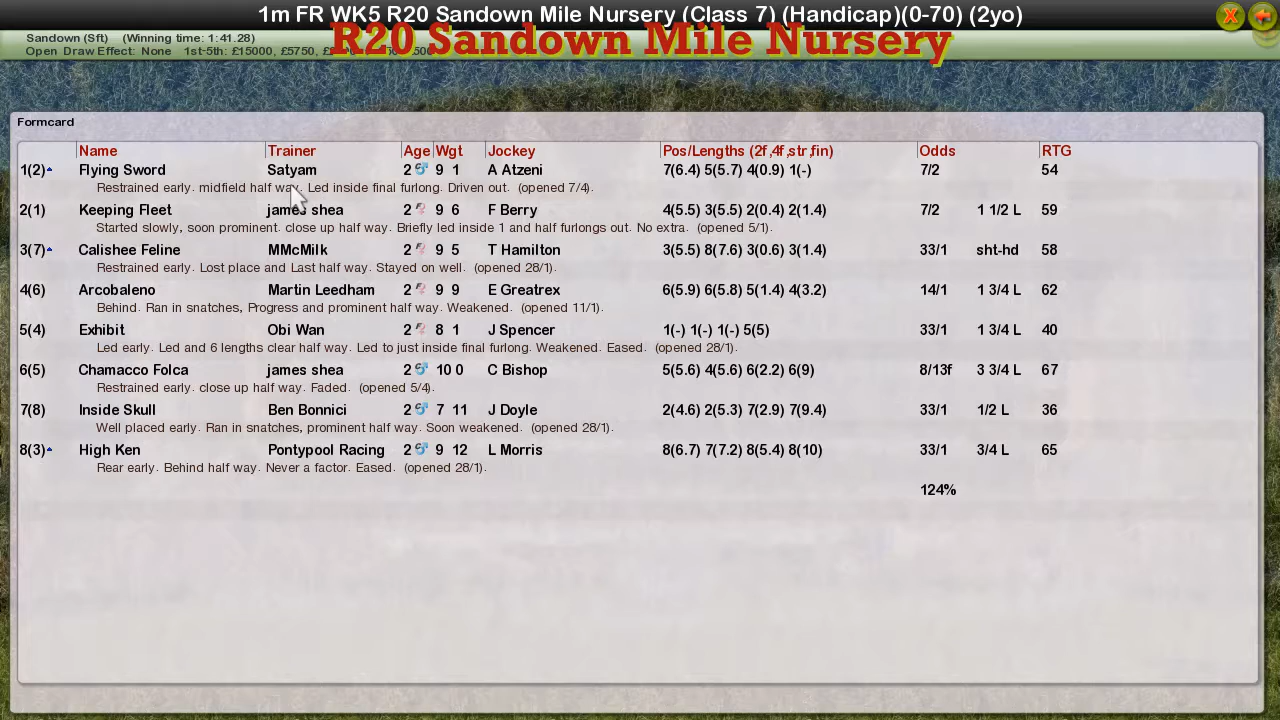 1m FR WK5 R20 Sandown Mile Nursery (Class 7) (Handicap)(0-70) (2yo)
R20 Sandown Mile Nursery
Sandown (Sft) (Winning time: 1:41.28)
Open Draw Effect: None 1st-5th: £15000, £5750,
Formcard
Name Trainer Age Wgt Jockey Pos/Lengths (2f,4f,str,fin) Odds RTG
1(2) Flying Sword Satyam 2 9 1 A Atzeni 7(6.4) 5(5.7) 4(0.9) 1(-) 7/2 54
Restrained early. midfield half way. Led inside final furlong. Driven out. (opened 7/4).
2(1) Keeping Fleet james shea 2 9 6 F Berry 4(5.5) 3(5.5) 2(0.4) 2(1.4) 7/2 1 1/2 L 59
Started slowly, soon prominent. close up half way. Briefly led inside 1 and half furlongs out. No extra. (opened 5/1).
3(7) Calishee Feline MMcMilk 2 9 5 T Hamilton 3(5.5) 8(7.6) 3(0.6) 3(1.4) 33/1 sht-hd 58
Restrained early. Lost place and Last half way. Stayed on well. (opened 28/1).
4(6) Arcobaleno Martin Leedham 2 9 9 E Greatrex 6(5.9) 6(5.8) 5(1.4) 4(3.2) 14/1 1 3/4 L 62
Behind. Ran in snatches, Progress and prominent half way. Weakened. (opened 11/1).
5(4) Exhibit Obi Wan 2 8 1 J Spencer 1(-) 1(-) 1(-) 5(5) 33/1 1 3/4 L 40
Led early. Led and 6 lengths clear half way. Led to just inside final furlong. Weakened. Eased. (opened 28/1).
6(5) Chamacco Folca james shea 2 10 0 C Bishop 5(5.6) 4(5.6) 6(2.2) 6(9) 8/13f 3 3/4 L 67
Restrained early. close up half way. Faded. (opened 5/4).
7(8) Inside Skull Ben Bonnici 2 7 11 J Doyle 2(4.6) 2(5.3) 7(2.9) 7(9.4) 33/1 1/2 L 36
Well placed early. Ran in snatches, prominent half way. Soon weakened. (opened 28/1).
8(3) High Ken Pontypool Racing 2 9 12 L Morris 8(6.7) 7(7.2) 8(5.4) 8(10) 33/1 3/4 L 65
Rear early. Behind half way. Never a factor. Eased. (opened 28/1).
124%